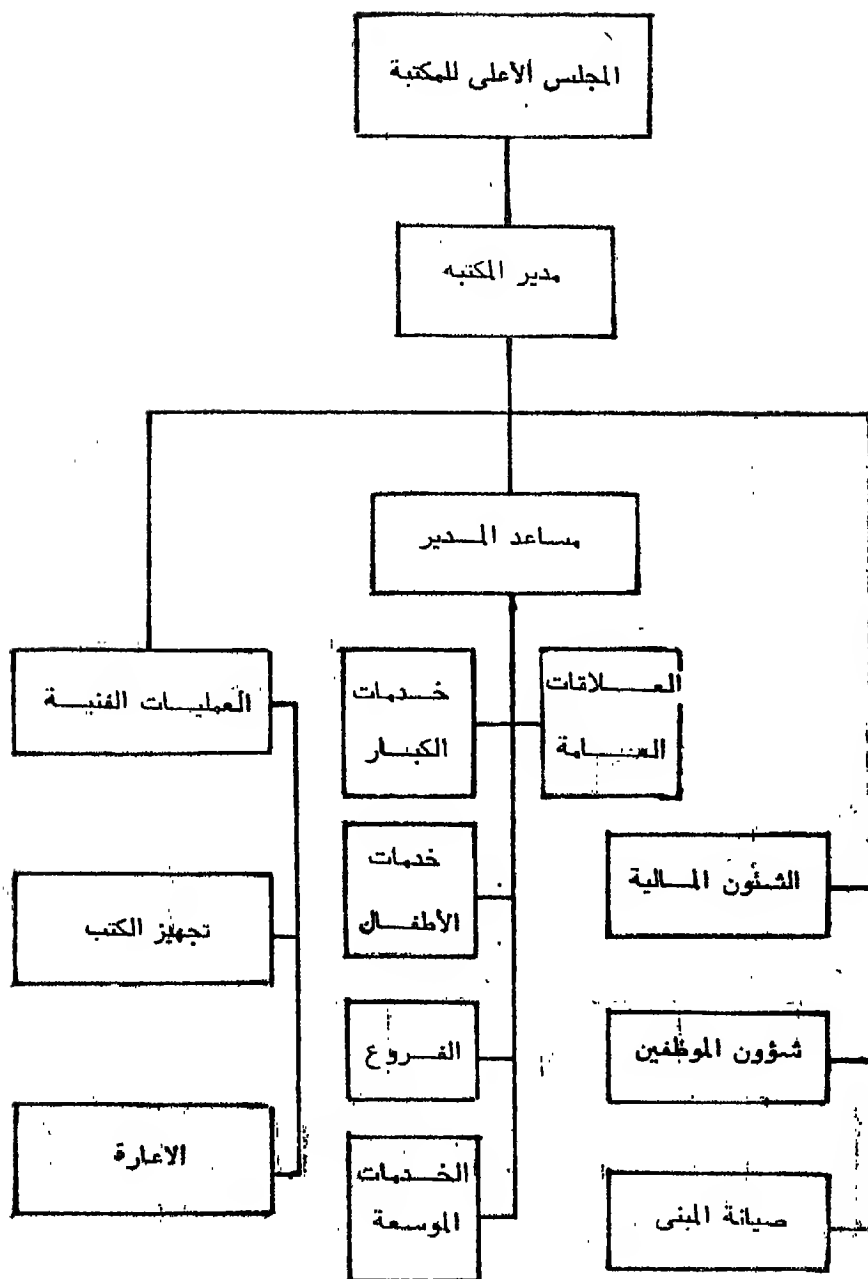 المجلس الأعلى للمكتبة
مدير المكتبه
مساعد المدير
العلاقات
العامة
خدمات
الكبار
العمليات الفنية
خدمات
الأطفال
الشئون المالية
تجهيز الكتب
الفروع
شؤون الموظفين
الاعارة
الخدمات
الموسعة
صيانة المبنى